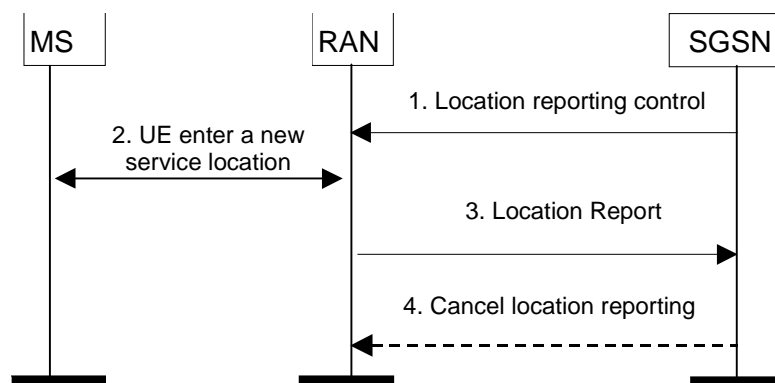 MS
RAN
SGSN
1. Location reporting control
2. UE enter a new
service location
3. Location Report
4. Cancel location reporting